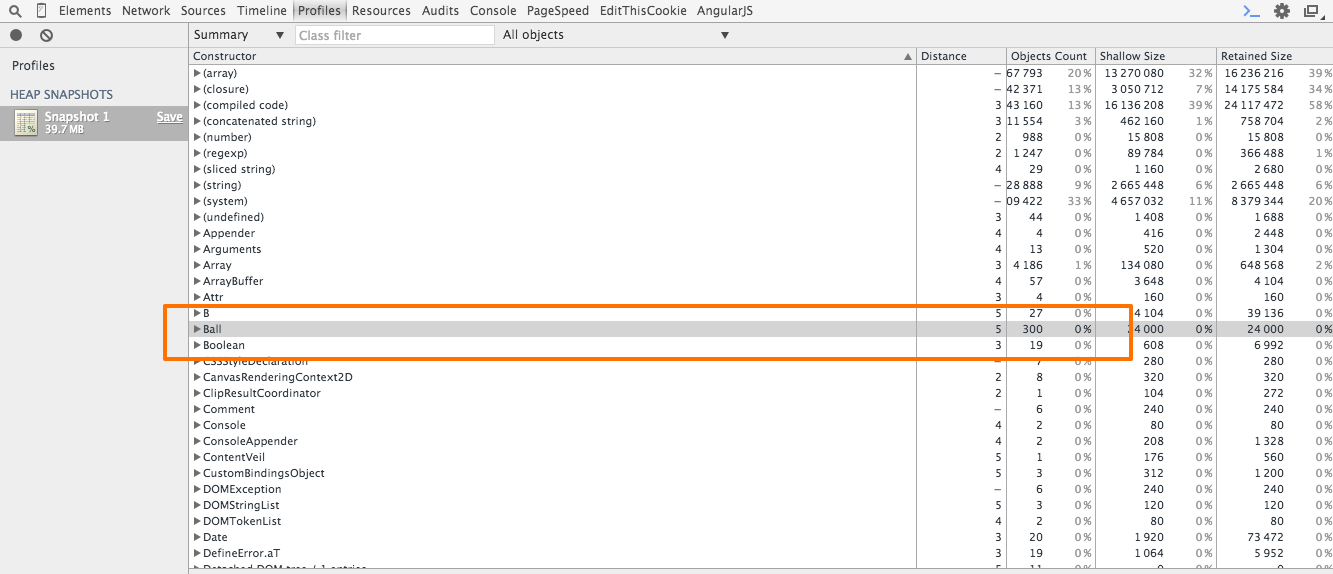 Elements Network Sources Timeline Profiles Resources Audits Console PageSpeed EditThisCookie AngularJS
Summary ▼ Class filter All objects ▼
Profiles
HEAP SNAPSHOTS
Snapshot 1 Save
39.7 MB
Constructor Distance Objects Count Shallow Size Retained Size
(array) – 67 793 20 % 13 270 080 32 % 16 236 216 39 %
(closure) – 42 371 13 % 3 050 712 7 % 14 175 584 34 %
(compiled code) 3 43 160 13 % 16 136 208 39 % 24 117 472 58 %
(concatenated string) 3 11 554 3 % 462 160 1 % 758 704 2 %
(number) 2 988 0 % 15 808 0 % 15 808 0 %
(regexp) 2 1 247 0 % 89 784 0 % 366 488 1 %
(sliced string) 4 29 0 % 1 160 0 % 2 680 0 %
(string) – 28 888 9 % 2 665 448 6 % 2 665 448 6 %
(system) – 09 422 33 % 4 657 032 11 % 8 379 344 20 %
(undefined) 3 44 0 % 1 408 0 % 1 688 0 %
Appender 4 4 0 % 416 0 % 2 448 0 %
Arguments 4 13 0 % 520 0 % 1 304 0 %
Array 3 4 186 1 % 134 080 0 % 648 568 2 %
ArrayBuffer 4 57 0 % 3 648 0 % 4 104 0 %
Attr 3 4 0 % 160 0 % 160 0 %
B 5 27 0 % 4 104 0 % 39 136 0 %
Ball 5 300 0 % 4 000 0 % 24 000 0 %
Boolean 3 19 0 % 608 0 % 6 992 0 %
CSSStyleDeclaration – 7 0 % 280 0 % 280 0 %
CanvasRenderingContext2D 2 8 0 % 320 0 % 320 0 %
ClipResultCoordinator 2 1 0 % 104 0 % 272 0 %
Comment – 6 0 % 240 0 % 240 0 %
Console 4 2 0 % 80 0 % 80 0 %
ConsoleAppender 4 2 0 % 208 0 % 1 328 0 %
ContentVeil 5 1 0 % 176 0 % 560 0 %
CustomBindingsObject 5 3 0 % 312 0 % 1 200 0 %
DOMException – 6 0 % 240 0 % 240 0 %
DOMStringList 5 3 0 % 120 0 % 120 0 %
DOMTokenList 4 2 0 % 80 0 % 80 0 %
Date 3 20 0 % 1 920 0 % 73 472 0 %
DefineError.aT 3 19 0 % 1 064 0 % 5 952 0 %
Detached DOM tree / 1 entries 5 11 0 % 0 0 % 0 0 %